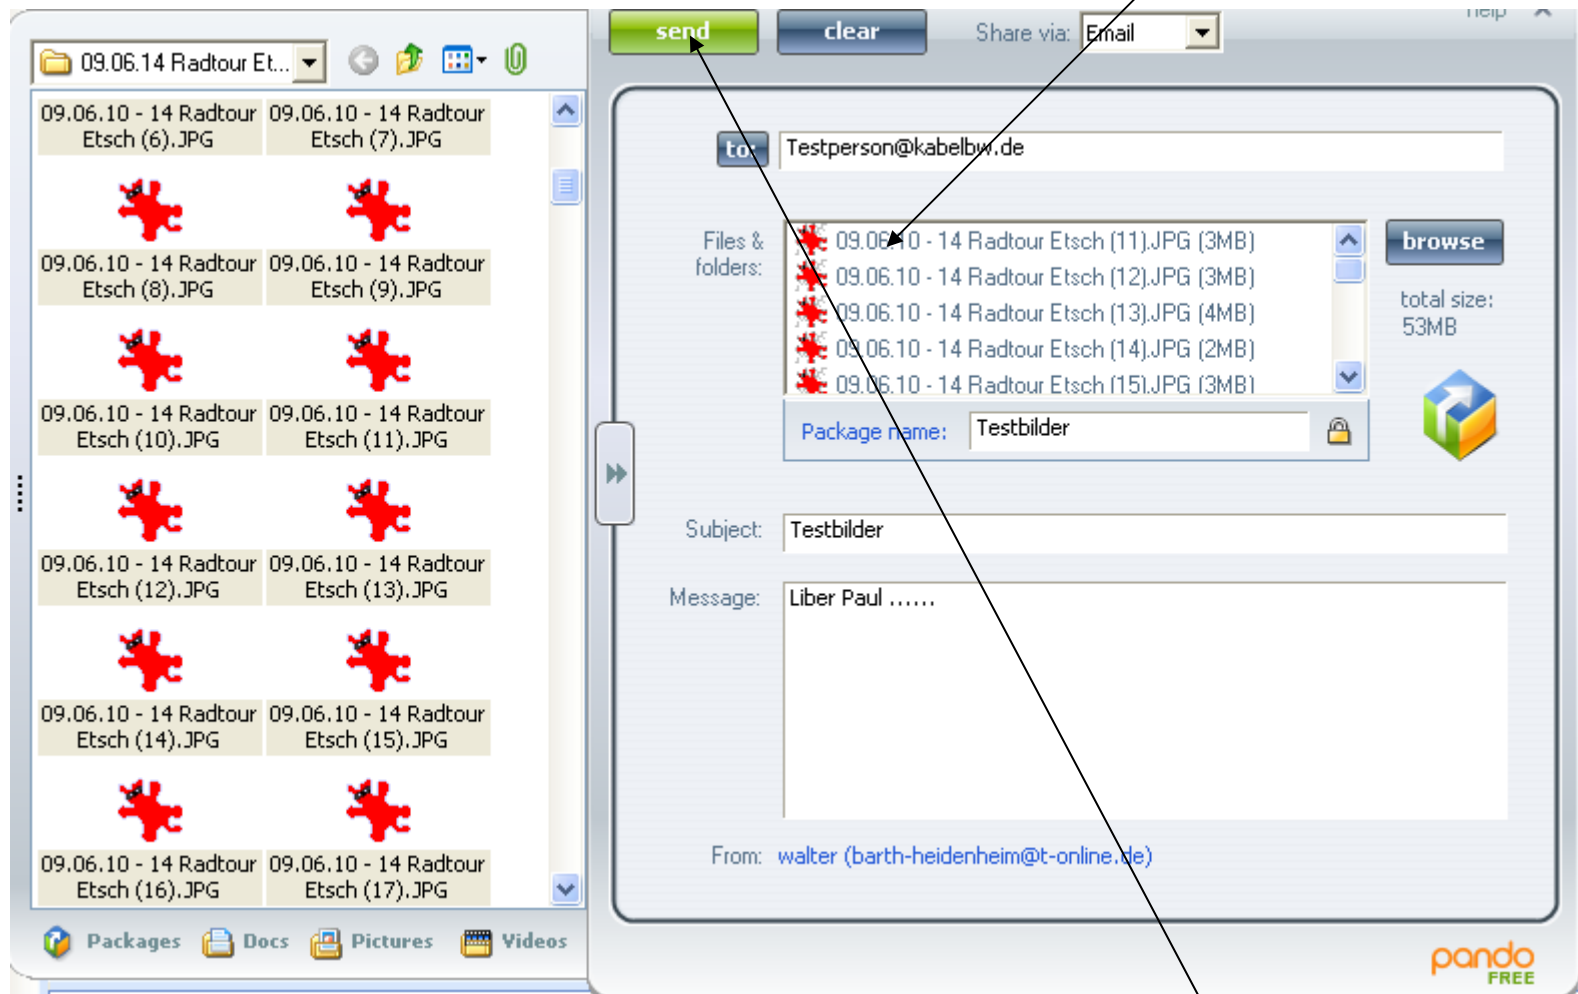 09.06.14 Radtour Et...
09.06.10 - 14 Radtour
Etsch (6).JPG
09.06.10 - 14 Radtour
Etsch (7).JPG
09.06.10 - 14 Radtour
Etsch (8).JPG
09.06.10 - 14 Radtour
Etsch (9).JPG
09.06.10 - 14 Radtour
Etsch (10).JPG
09.06.10 - 14 Radtour
Etsch (11).JPG
09.06.10 - 14 Radtour
Etsch (12).JPG
09.06.10 - 14 Radtour
Etsch (13).JPG
09.06.10 - 14 Radtour
Etsch (14).JPG
09.06.10 - 14 Radtour
Etsch (15).JPG
09.06.10 - 14 Radtour
Etsch (16).JPG
09.06.10 - 14 Radtour
Etsch (17).JPG
Packages Docs Pictures Videos
send clear Share via: Email help
to: Testperson@kabelbw.de
Files &
folders:
09.06.10 - 14 Radtour Etsch (11).JPG (3MB)
09.06.10 - 14 Radtour Etsch (12).JPG (3MB)
09.06.10 - 14 Radtour Etsch (13).JPG (4MB)
09.06.10 - 14 Radtour Etsch (14).JPG (2MB)
09.06.10 - 14 Radtour Etsch (15).JPG (3MB)
browse
total size:
53MB
Package name: Testbilder
Subject: Testbilder
Message: Liber Paul ......
From: walter (barth-heidenheim@t-online.de)
pando
FREE